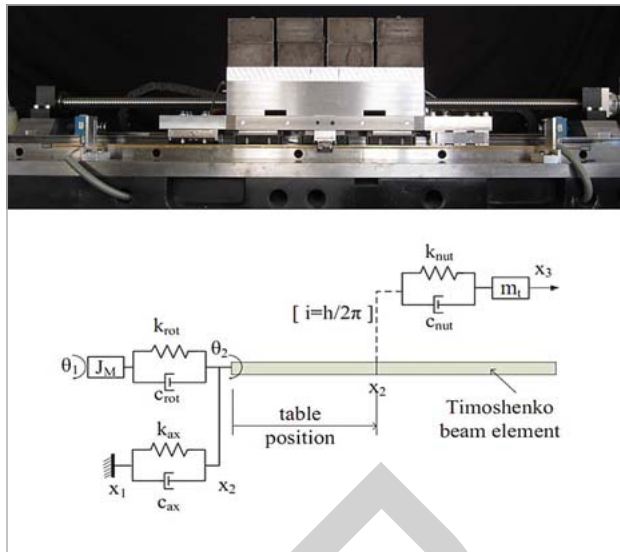 k_nut
x_3
m_t
c_nut
[ i=h/2π ]
k_rot
θ_2
θ_1
J_M
c_rot
x_2
k_ax
table
position
Timoshenko
beam element
x_1
x_2
c_ax